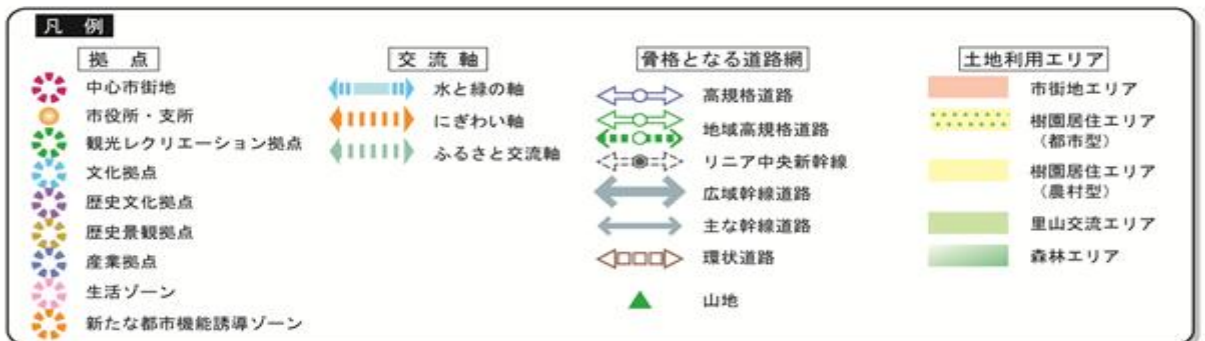 凡 例
拠 点
中心市街地
市役所・支所
観光レクリエーション拠点
文化拠点
歴史文化拠点
歴史景観拠点
産業拠点
生活ゾーン
新たな都市機能誘導ゾーン
交 流 軸
水と緑の軸
にぎわい軸
ふるさと交流軸
骨格となる道路網
高規格道路
地域高規格道路
リニア中央新幹線
広域幹線道路
主な幹線道路
環状道路
山地
土地利用エリア
市街地エリア
樹園居住エリア
（都市型）
樹園居住エリア
（農村型）
里山交流エリア
森林エリア